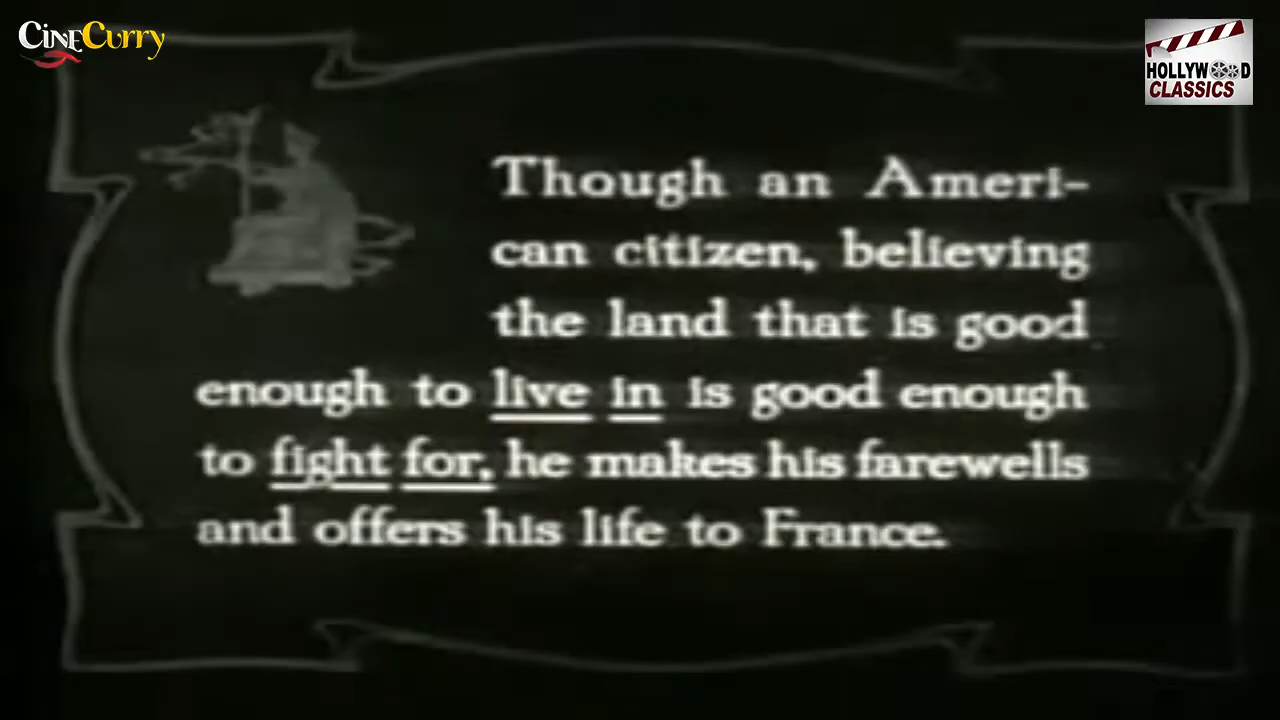 CINECURRY
HOLLYWOOD
CLASSICS
Though an Ameri-
can citizen, believing
the land that is good
enough to live in is good enough
to fight for, he makes his farewells
and offers his life to France.